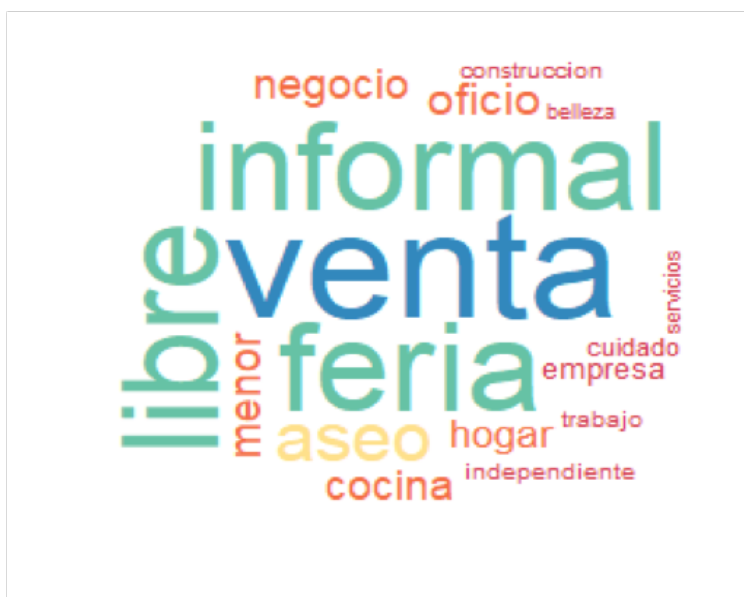 construccion
negocio
oficio
belleza
informal
libre
venta
servicios
feria
menor
cuidado
empresa
aseo
hogar
trabajo
cocina
independiente